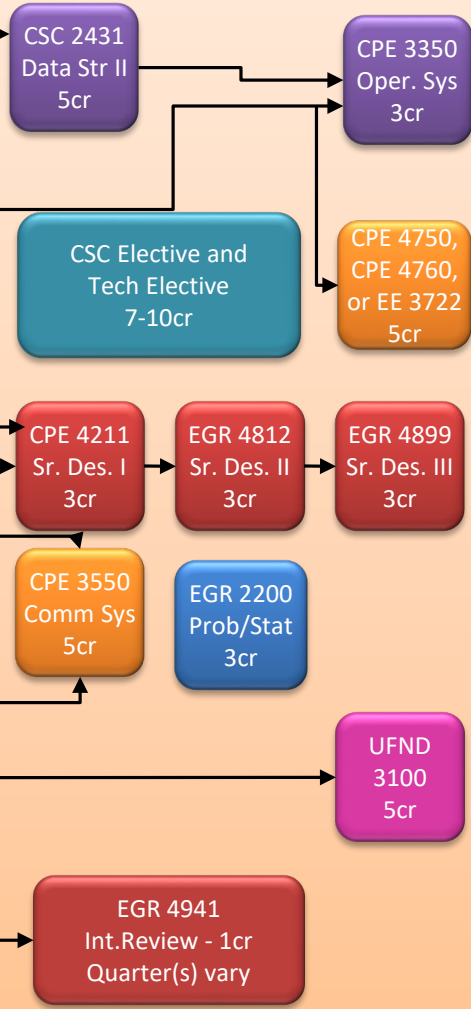 CSC 2431
Data Str II
5cr
CPE 3350
Oper. Sys
3cr
CSC Elective and
Tech Elective
7-10cr
CPE 4750,
CPE 4760,
or EE 3722
5cr
CPE 4211
Sr. Des. I
3cr
EGR 4812
Sr. Des. II
3cr
EGR 4899
Sr. Des. III
3cr
CPE 3550
Comm Sys
5cr
EGR 2200
Prob/Stat
3cr
UFND
3100
5cr
EGR 4941
Int.Review - 1cr
Quarter(s) vary